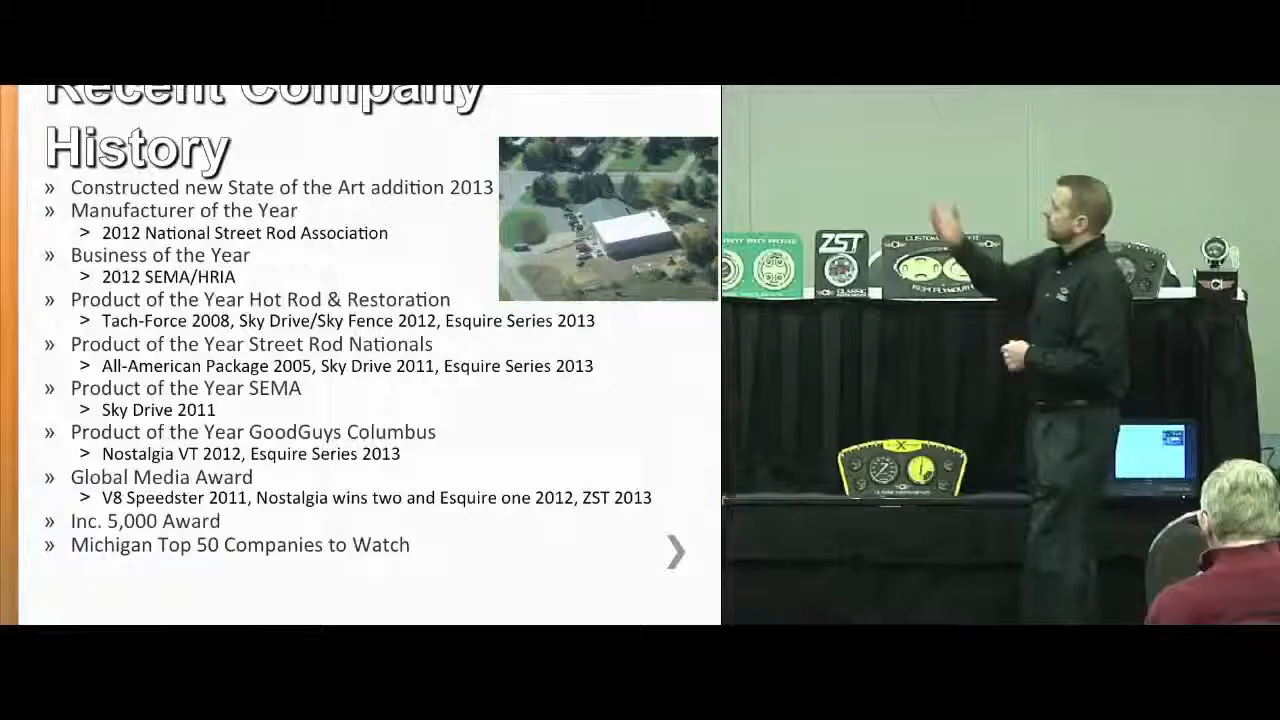 Recent Company
History
» Constructed new State of the Art addition 2013
» Manufacturer of the Year
> 2012 National Street Rod Association
» Business of the Year
> 2012 SEMA/HRIA
» Product of the Year Hot Rod & Restoration
> Tach-Force 2008, Sky Drive/Sky Fence 2012, Esquire Series 2013
» Product of the Year Street Rod Nationals
> All-American Package 2005, Sky Drive 2011, Esquire Series 2013
» Product of the Year SEMA
> Sky Drive 2011
» Product of the Year GoodGuys Columbus
> Nostalgia VT 2012, Esquire Series 2013
» Global Media Award
> V8 Speedster 2011, Nostalgia wins two and Esquire one 2012, ZST 2013
» Inc. 5,000 Award
» Michigan Top 50 Companies to Watch
ZST
CUSTOM